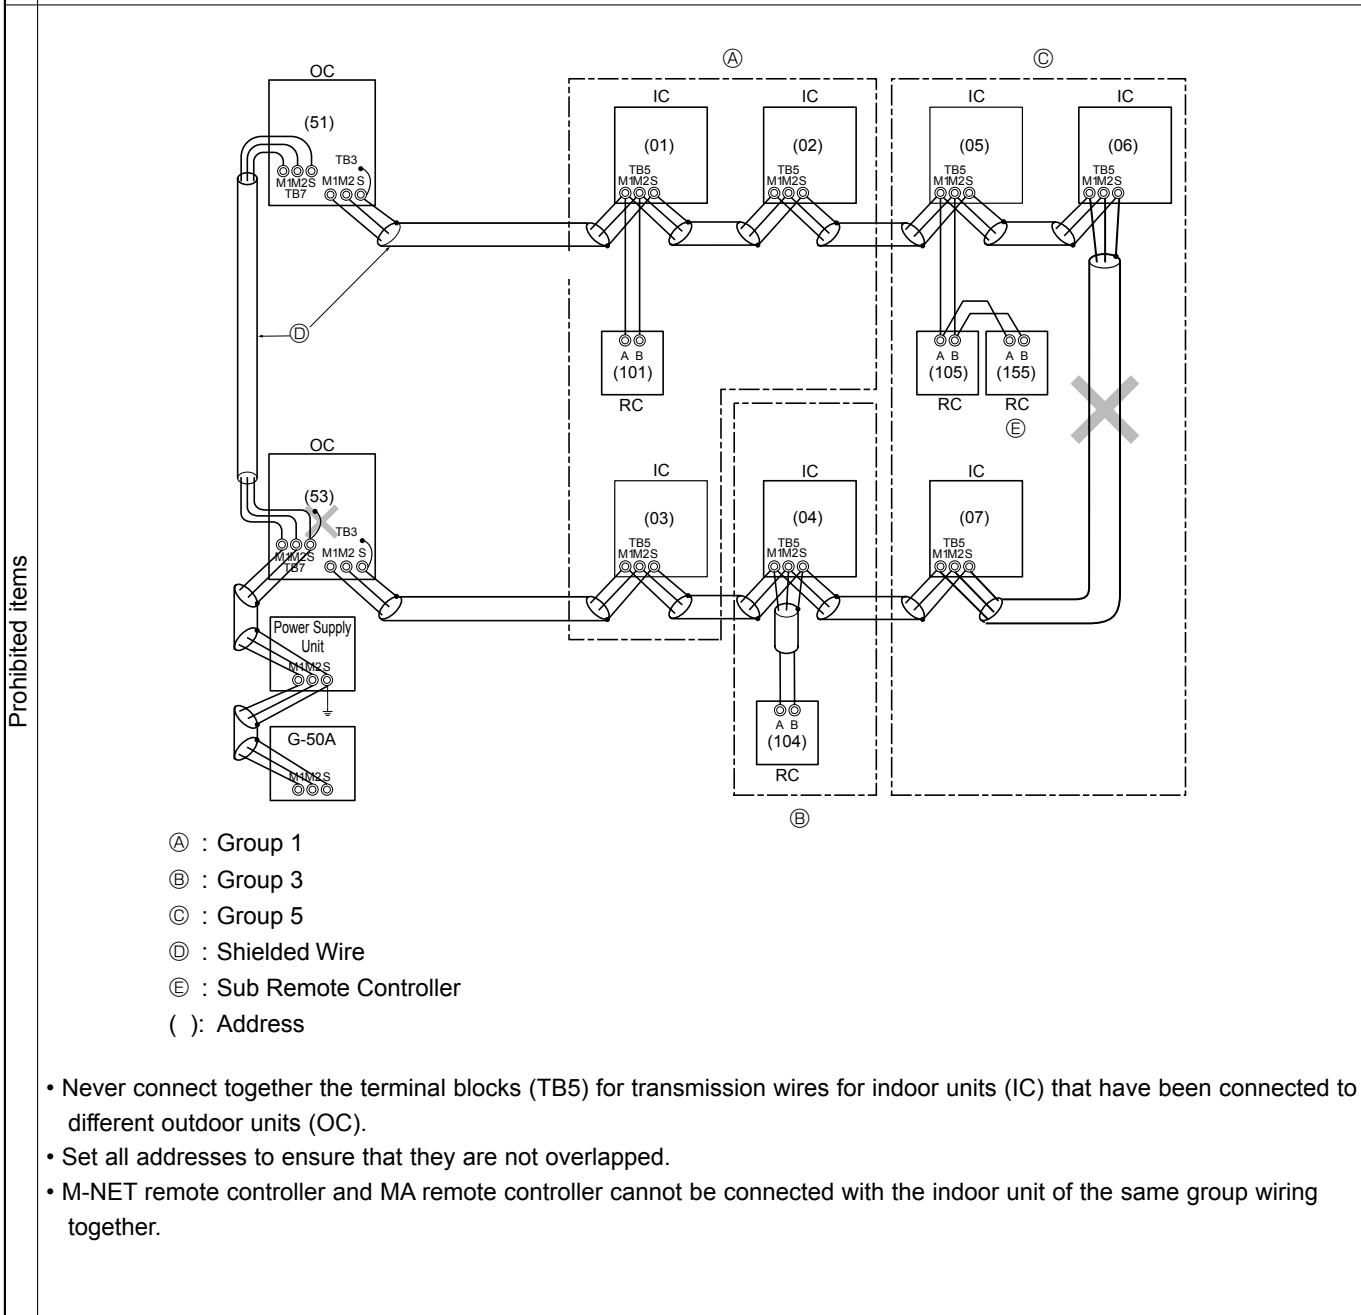 Prohibited items
Ⓐ
Ⓒ
OC
(51)
TB3
M1M2S
TB7
M1M2 S
IC
(01)
TB5
M1M2S
IC
(02)
TB5
M1M2S
IC
(05)
TB5
M1M2S
IC
(06)
TB5
M1M2S
Ⓓ
A B
(101)
RC
A B
(105)
RC
A B
(155)
RC
Ⓔ
OC
(53)
TB3
M1M2S
TB7
M1M2 S
IC
(03)
TB5
M1M2S
IC
(04)
TB5
M1M2S
IC
(07)
TB5
M1M2S
Power Supply
Unit
M1M2S
G-50A
M1M2S
A B
(104)
RC
Ⓑ
Ⓐ : Group 1
Ⓑ : Group 3
Ⓒ : Group 5
Ⓓ : Shielded Wire
Ⓔ : Sub Remote Controller
( ): Address
• Never connect together the terminal blocks (TB5) for transmission wires for indoor units (IC) that have been connected to
different outdoor units (OC).
• Set all addresses to ensure that they are not overlapped.
• M-NET remote controller and MA remote controller cannot be connected with the indoor unit of the same group wiring
together.